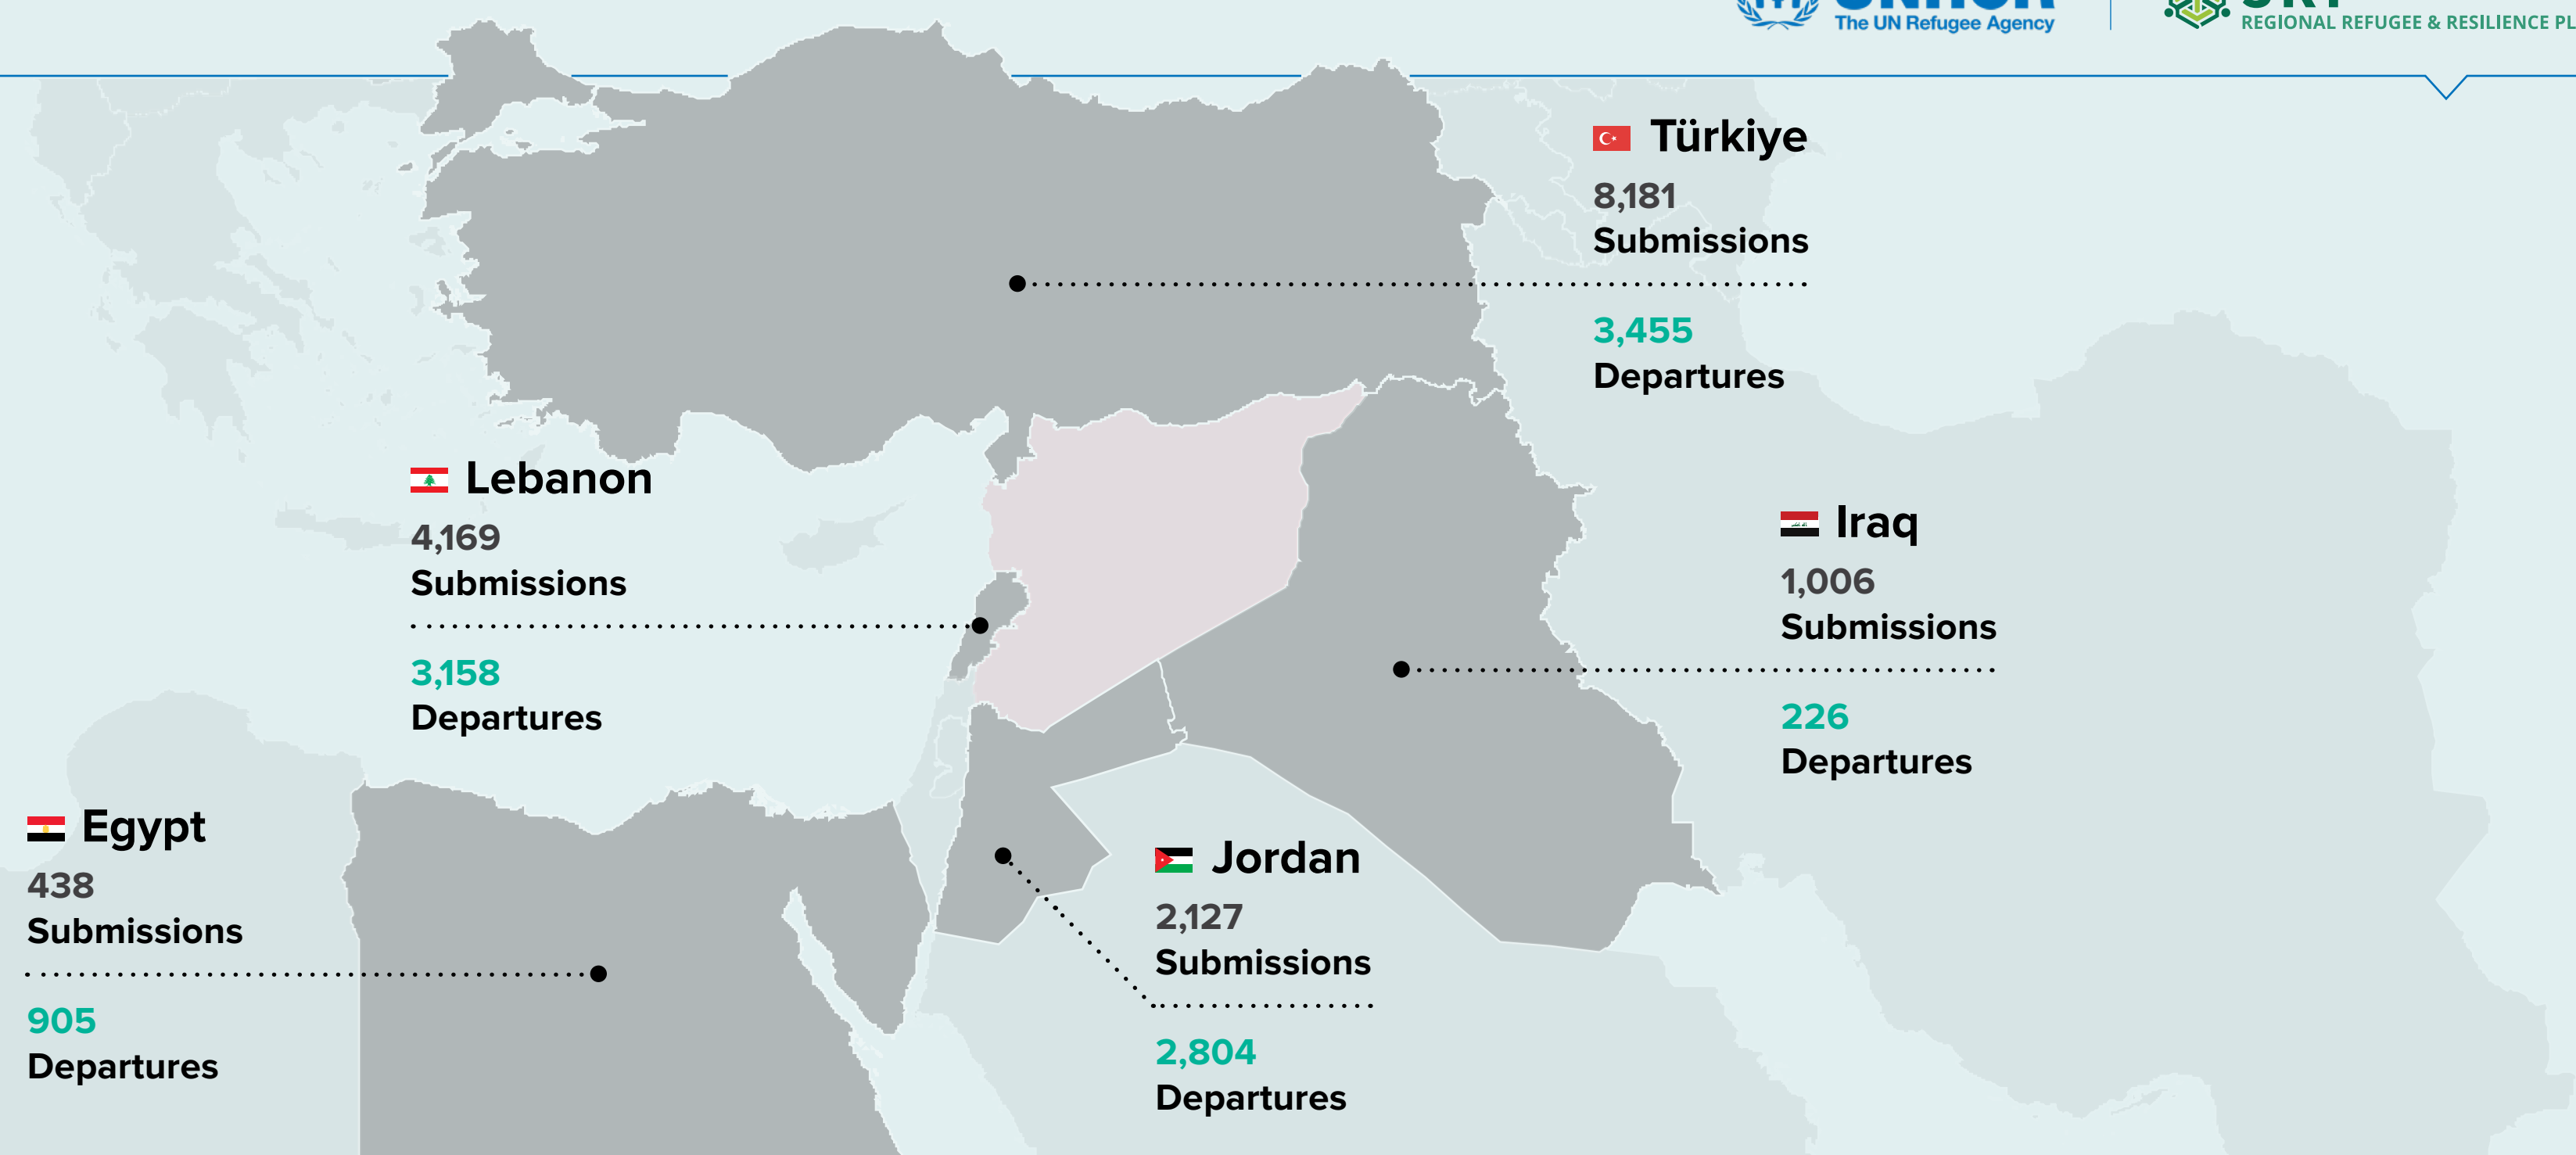 UNHCR
The UN Refugee Agency
3RP
REGIONAL REFUGEE & RESILIENCE PL
Türkiye
8,181
Submissions
3,455
Departures
Lebanon
4,169
Submissions
3,158
Departures
Iraq
1,006
Submissions
226
Departures
Egypt
438
Submissions
905
Departures
Jordan
2,127
Submissions
2,804
Departures